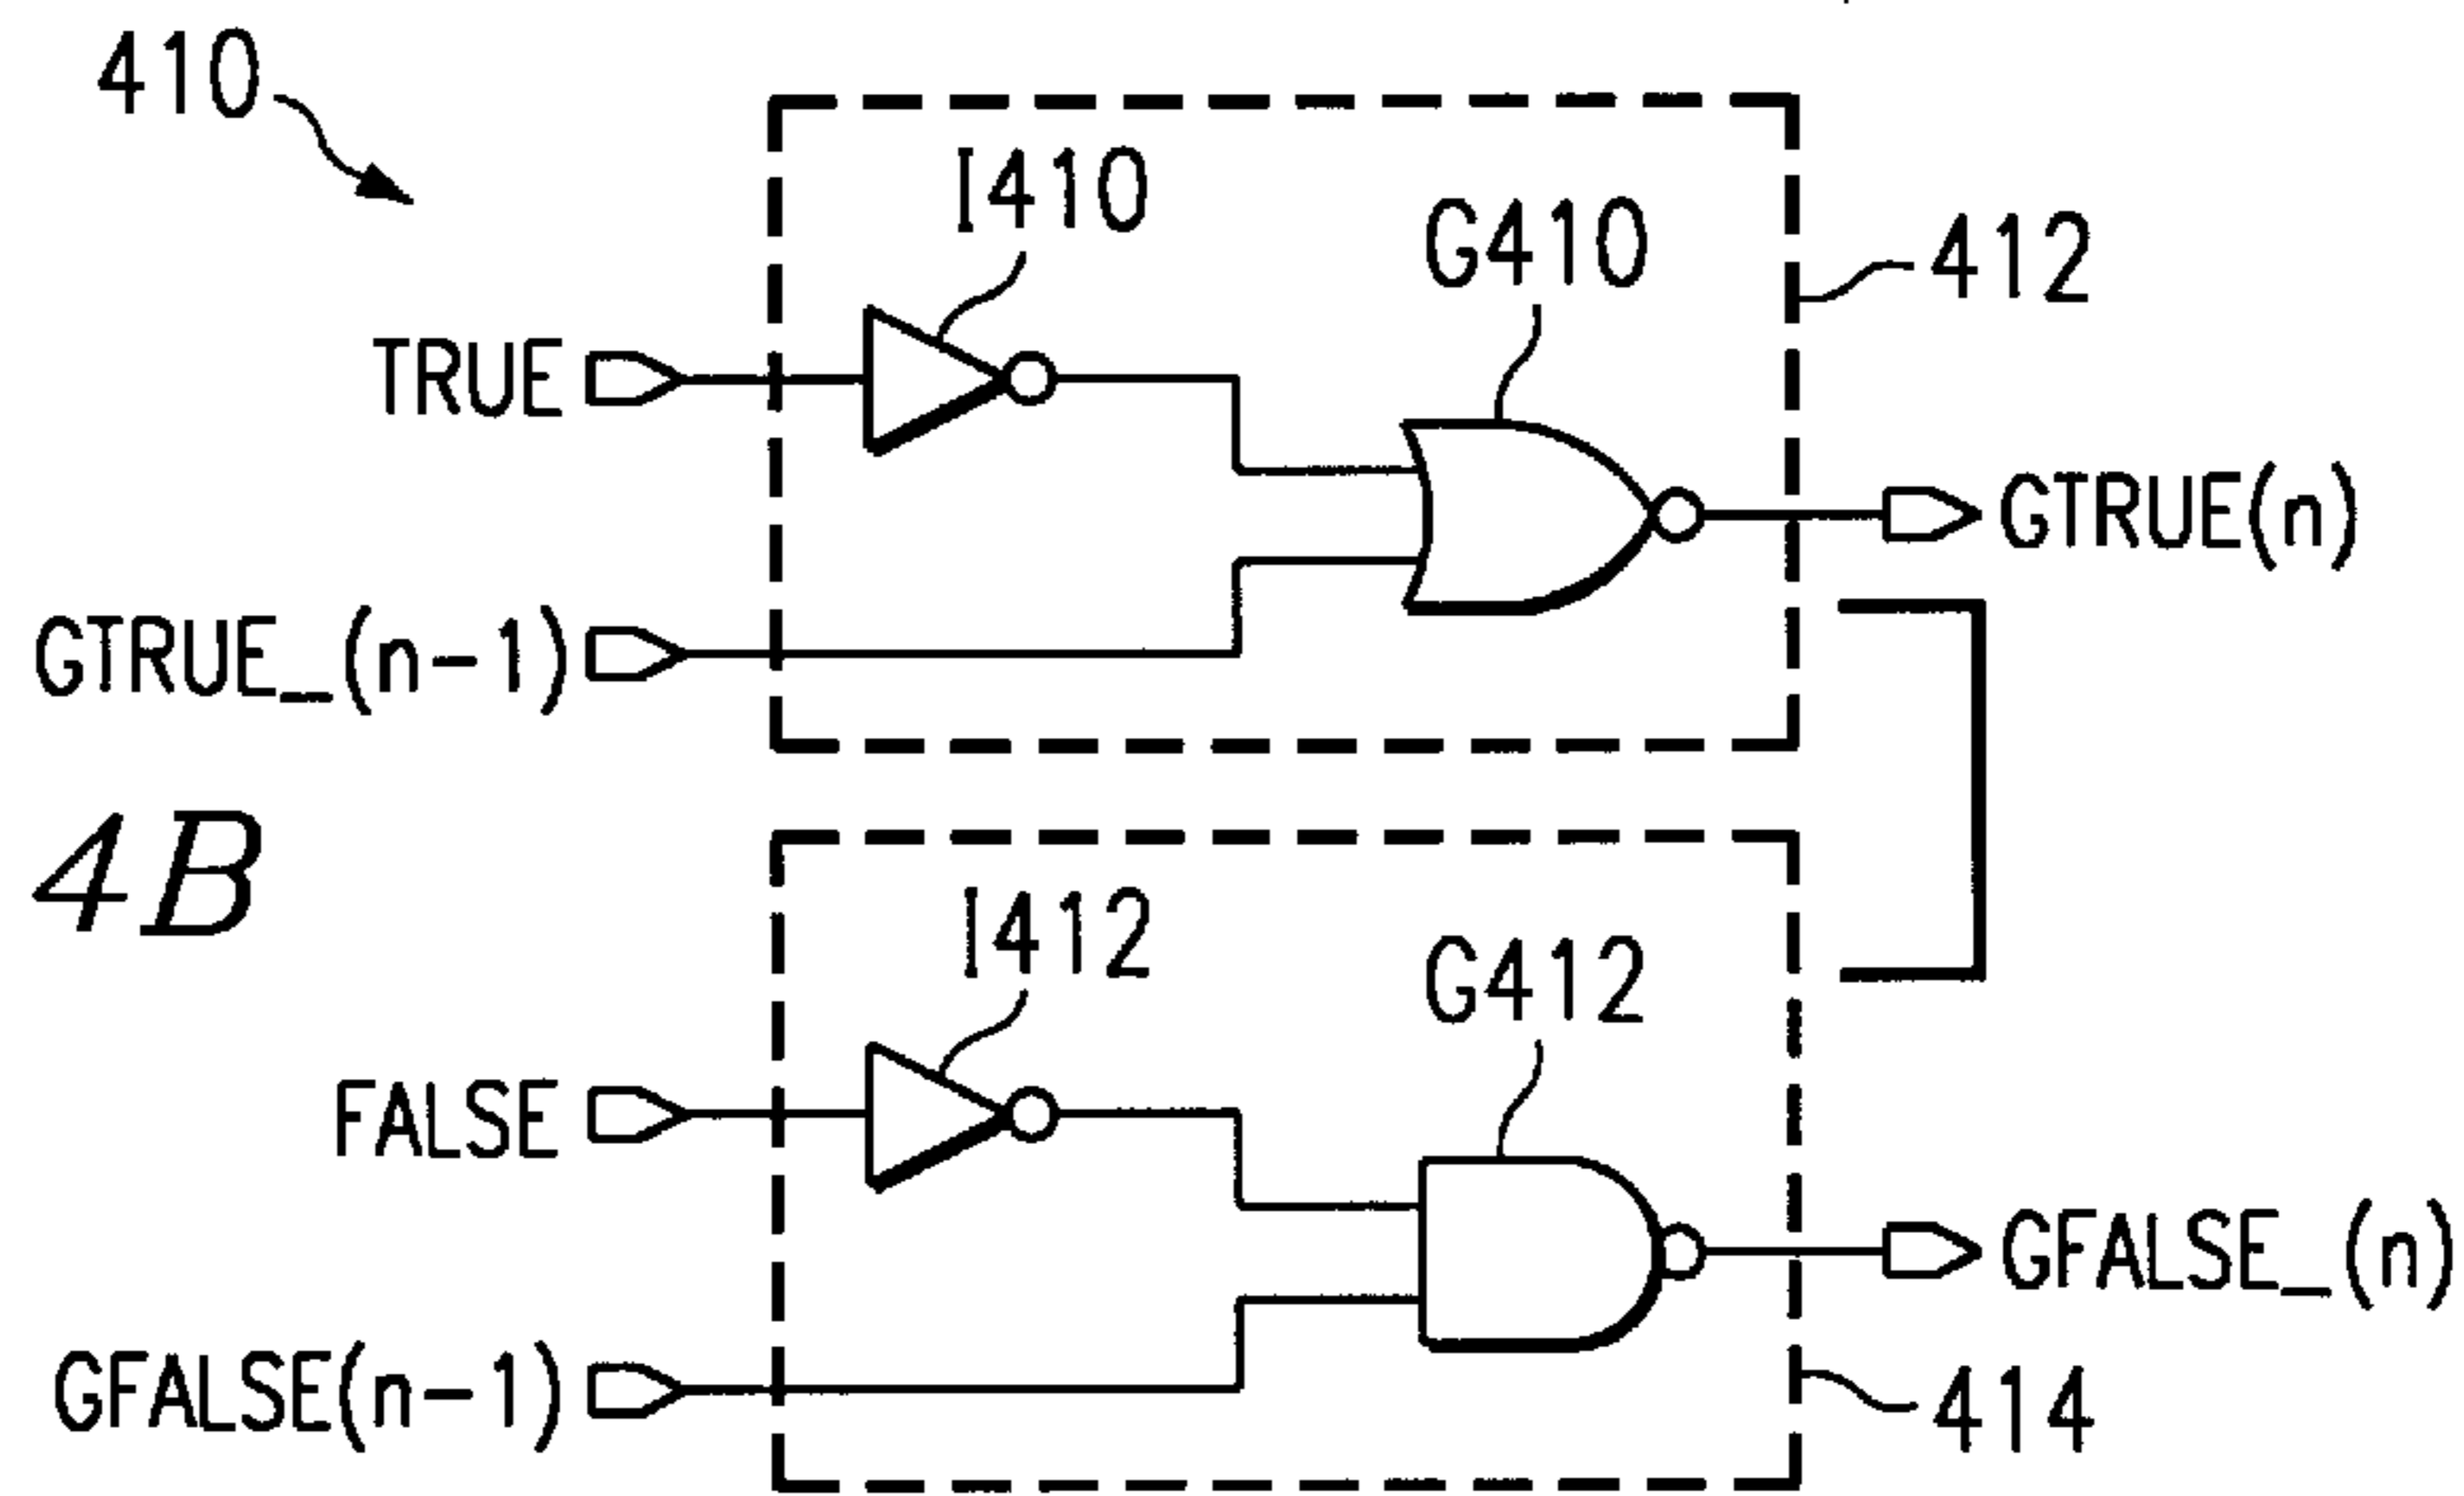 410
I410
G410
412
TRUE
GTRUE(n)
GTRUE_(n-1)
4B
I412
G412
FALSE
GFALSE_(n)
GFALSE(n-1)
414